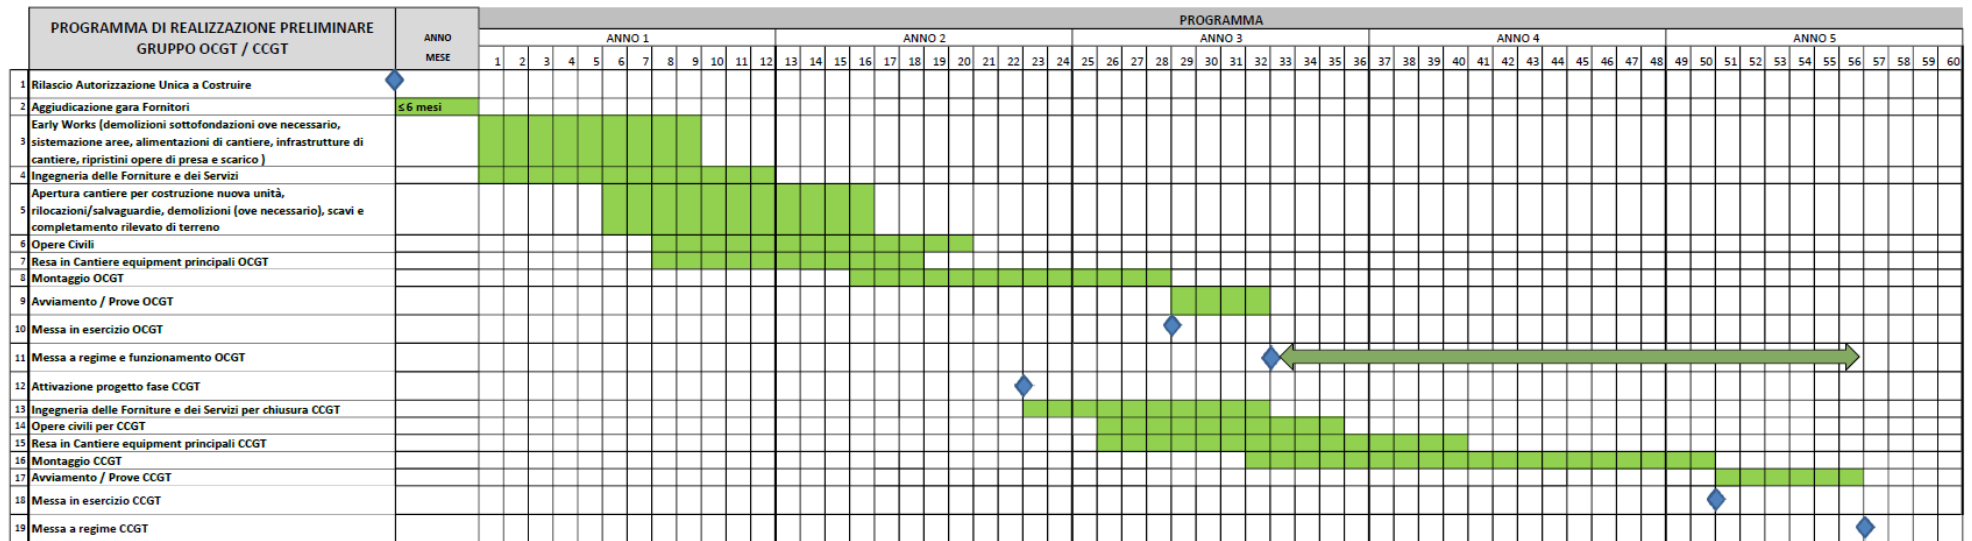 PROGRAMMA DI REALIZZAZIONE PRELIMINARE
GRUPPO OCGT / CCGT
ANNO
MESE
PROGRAMMA
ANNO 1 ANNO 2 ANNO 3 ANNO 4 ANNO 5
1 2 3 4 5 6 7 8 9 10 11 12 13 14 15 16 17 18 19 20 21 22 23 24 25 26 27 28 29 30 31 32 33 34 35 36 37 38 39 40 41 42 43 44 45 46 47 48 49 50 51 52 53 54 55 56 57 58 59 60
1 Rilascio Autorizzazione Unica a Costruire
2 Aggiudicazione gara Fornitori ≤ 6 mesi
Early Works (demolizioni sottofondazioni ove necessario,
3 sistemazione aree, alimentazioni di cantiere, infrastrutture di
cantiere, ripristini opere di presa e scarico )
4 Ingegneria delle Forniture e dei Servizi
Apertura cantiere per costruzione nuova unità,
5 rilocazioni/salvaguardie, demolizioni (ove necessario), scavi e
completamento rilevato di terreno
6 Opere Civili
7 Resa in Cantiere equipment principali OCGT
8 Montaggio OCGT
9 Avviamento / Prove OCGT
10 Messa in esercizio OCGT
11 Messa a regime e funzionamento OCGT
12 Attivazione progetto fase CCGT
13 Ingegneria delle Forniture e dei Servizi per chiusura CCGT
14 Opere civili per CCGT
15 Resa in Cantiere equipment principali CCGT
16 Montaggio CCGT
17 Avviamento / Prove CCGT
18 Messa in esercizio CCGT
19 Messa a regime CCGT